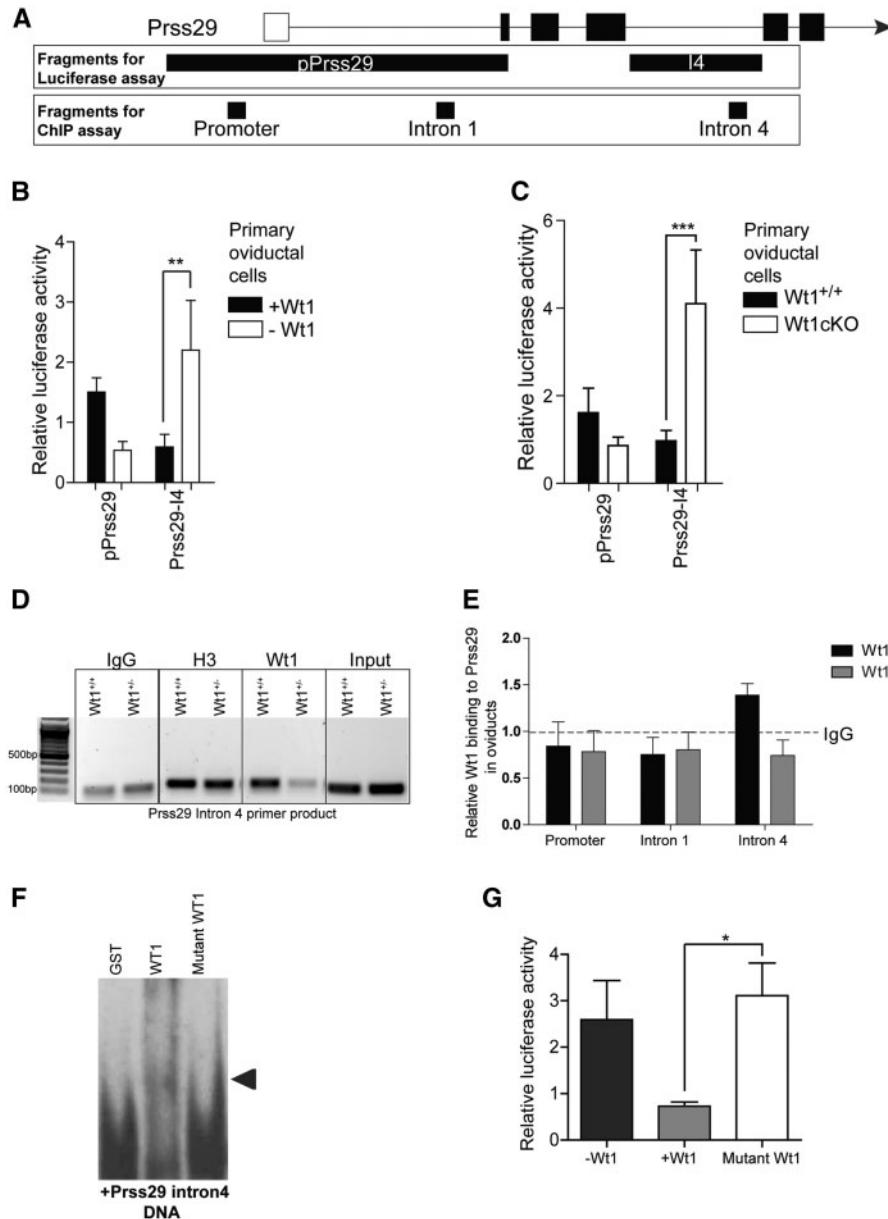 A
Prss29
Fragments for
Luciferase assay
pPrss29
I4
Fragments for
ChIP assay
Promoter
Intron 1
Intron 4
B
Relative luciferase activity
4
3
2
1
0
pPrss29
Prss29-I4
**
Primary
oviductal
cells
+Wt1
- Wt1
C
Relative luciferase activity
6
4
2
0
pPrss29
Prss29-I4
***
Primary
oviductal
cells
Wt1+/+
Wt1cKO
D
IgG
H3
Wt1
Input
Wt1+/+
Wt1+/-
Wt1+/+
Wt1+/-
Wt1+/+
Wt1+/-
Wt1+/+
Wt1+/-
500bp
100bp
Prss29 Intron 4 primer product
E
Relative Wt1 binding to Prss29
in oviducts
2.0
1.5
1.0
0.5
0.0
Promoter
Intron 1
Intron 4
Wt1
Wt1
IgG
F
GST
WT1
Mutant WT1
+Prss29 intron4
DNA
G
Relative luciferase activity
4
3
2
1
0
-Wt1
+Wt1
Mutant Wt1
*